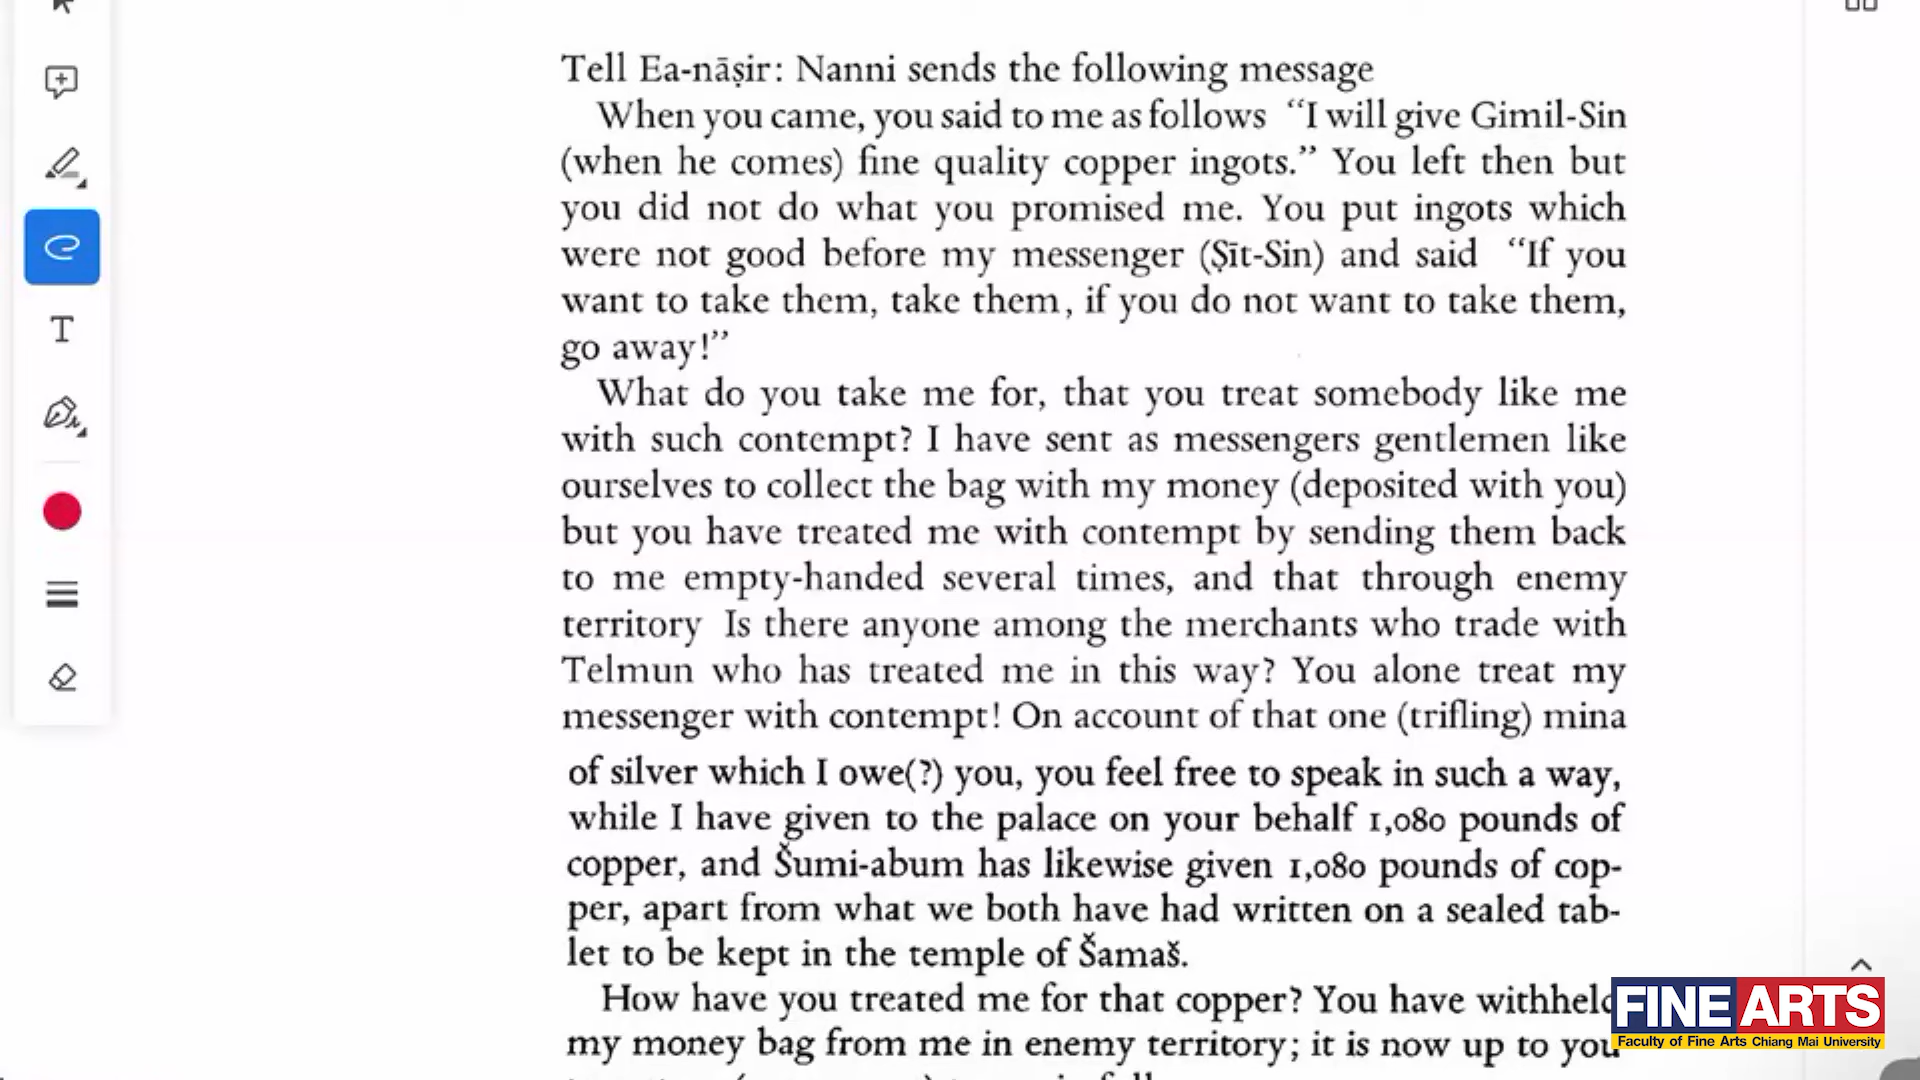 Tell Ea-nāṣir: Nanni sends the following message
When you came, you said to me as follows “I will give Gimil-Sin
(when he comes) fine quality copper ingots.” You left then but
you did not do what you promised me. You put ingots which
were not good before my messenger (Ṣīt-Sin) and said “If you
want to take them, take them, if you do not want to take them,
go away!”
What do you take me for, that you treat somebody like me
with such contempt? I have sent as messengers gentlemen like
ourselves to collect the bag with my money (deposited with you)
but you have treated me with contempt by sending them back
to me empty-handed several times, and that through enemy
territory Is there anyone among the merchants who trade with
Telmun who has treated me in this way? You alone treat my
messenger with contempt! On account of that one (trifling) mina
of silver which I owe(?) you, you feel free to speak in such a way,
while I have given to the palace on your behalf 1,080 pounds of
copper, and Šumi-abum has likewise given 1,080 pounds of cop-
per, apart from what we both have had written on a sealed tab-
let to be kept in the temple of Šamaš.
How have you treated me for that copper? You have withheld
my money bag from me in enemy territory; it is now up to you
FINE ARTS
Faculty of Fine Arts Chiang Mai University